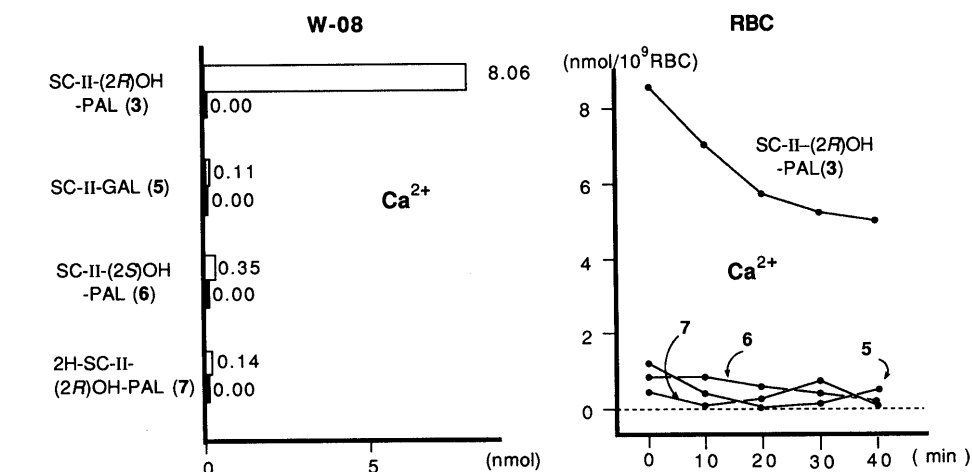 W-08
SC-II-(2R)OH
-PAL (3)
8.06
0.00
SC-II-GAL (5)
0.11
0.00
Ca2+
SC-II-(2S)OH
-PAL (6)
0.35
0.00
2H-SC-II-
(2R)OH-PAL (7)
0.14
0.00
0
5
(nmol)
RBC
(nmol/10^9RBC)
8
6
4
2
0
SC-II–(2R)OH
-PAL(3)
Ca2+
7
6
5
0 10 20 30 40 ( min )